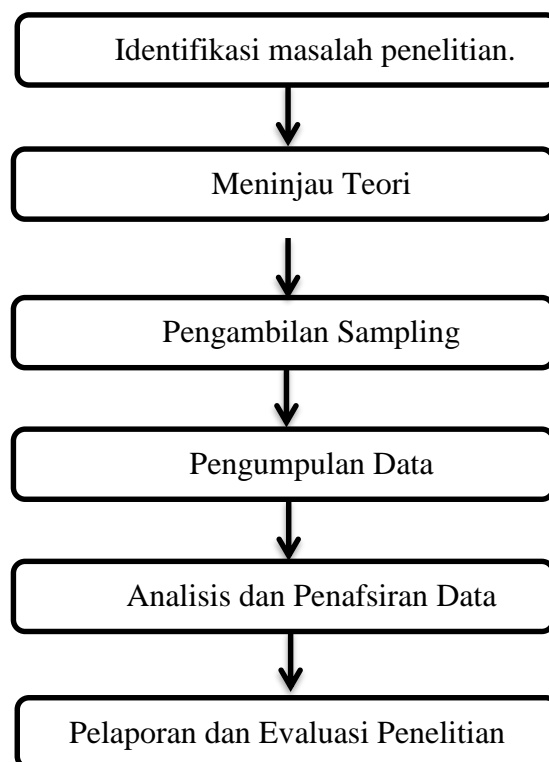 Identifikasi masalah penelitian.
Meninjau Teori
Pengambilan Sampling
Pengumpulan Data
Analisis dan Penafsiran Data
Pelaporan dan Evaluasi Penelitian